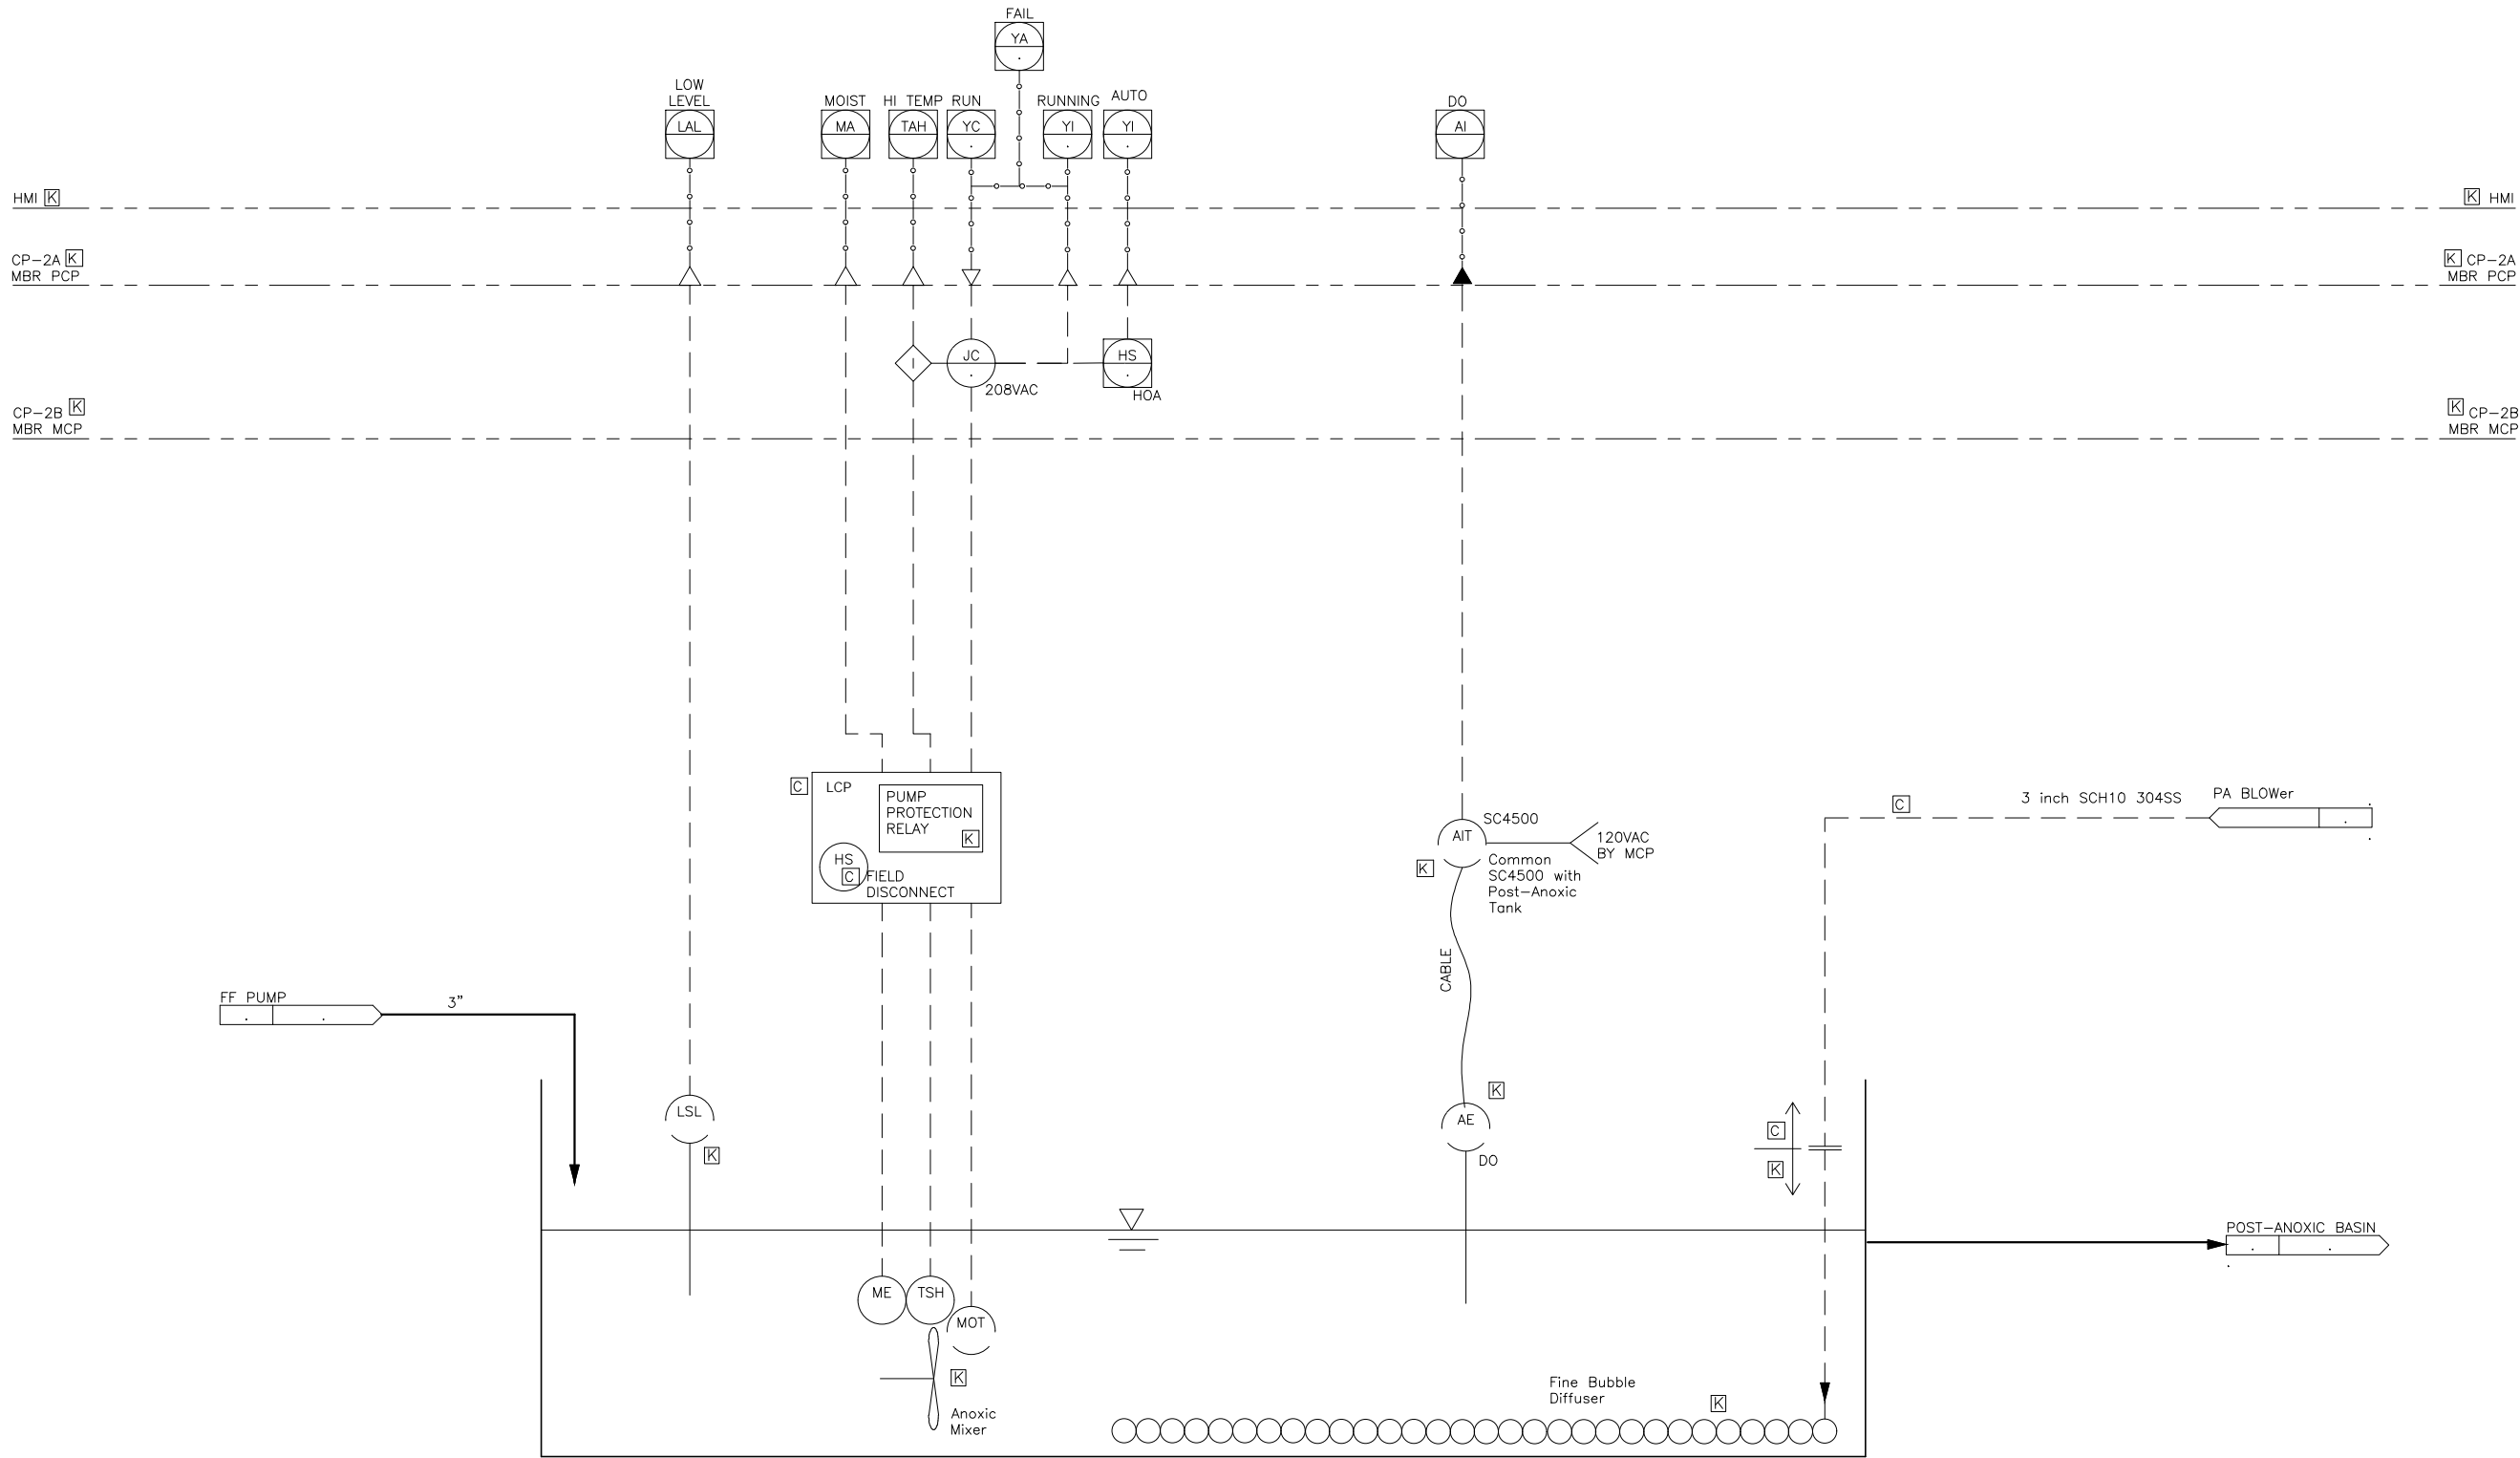 FAIL
YA
LOW
LEVEL
LAL
MOIST
MA
HI TEMP
TAH
RUN
YC
RUNNING
YI
AUTO
YI
DO
AI
HMI K
K HMI
CP-2A K
MBR PCP
K CP-2A
MBR PCP
I
JC
208VAC
HS
HOA
CP-2B K
MBR MCP
K CP-2B
MBR MCP
C
LCP
PUMP
PROTECTION
RELAY
K
HS
C FIELD
DISCONNECT
SC4500
AIT
K
120VAC
BY MCP
Common
SC4500 with
Post-Anoxic
Tank
C
3 inch SCH10 304SS
PA BLOWer
CABLE
FF PUMP
3"
LSL
K
K
AE
DO
C
K
POST-ANOXIC BASIN
ME
TSH
MOT
K
Anoxic
Mixer
Fine Bubble
Diffuser
K